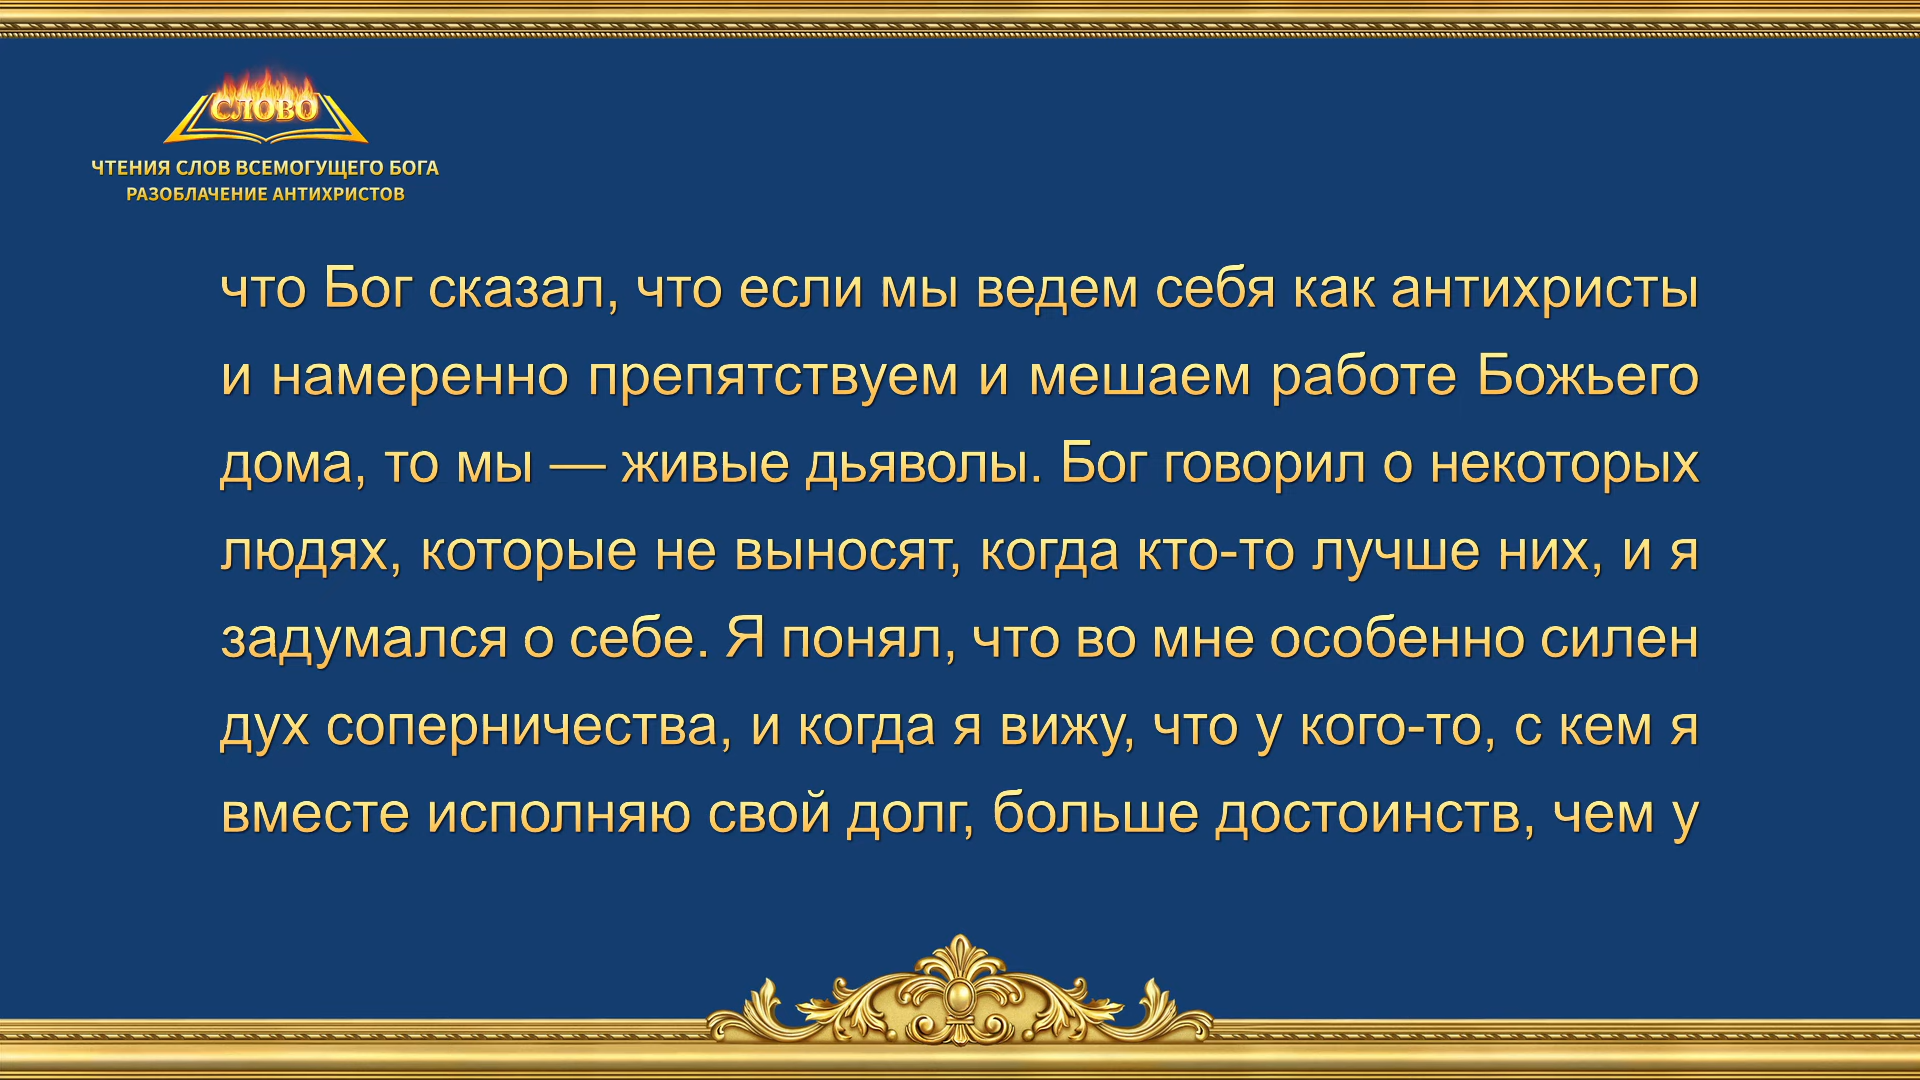 СЛОВО
ЧТЕНИЯ СЛОВ ВСЕМОГУЩЕГО БОГА
РАЗОБЛАЧЕНИЕ АНТИХРИСТОВ
что Бог сказал, что если мы ведем себя как антихристы
и намеренно препятствуем и мешаем работе Божьего
дома, то мы — живые дьяволы. Бог говорил о некоторых
людях, которые не выносят, когда кто-то лучше них, и я
задумался о себе. Я понял, что во мне особенно силен
дух соперничества, и когда я вижу, что у кого-то, с кем я
вместе исполняю свой долг, больше достоинств, чем у